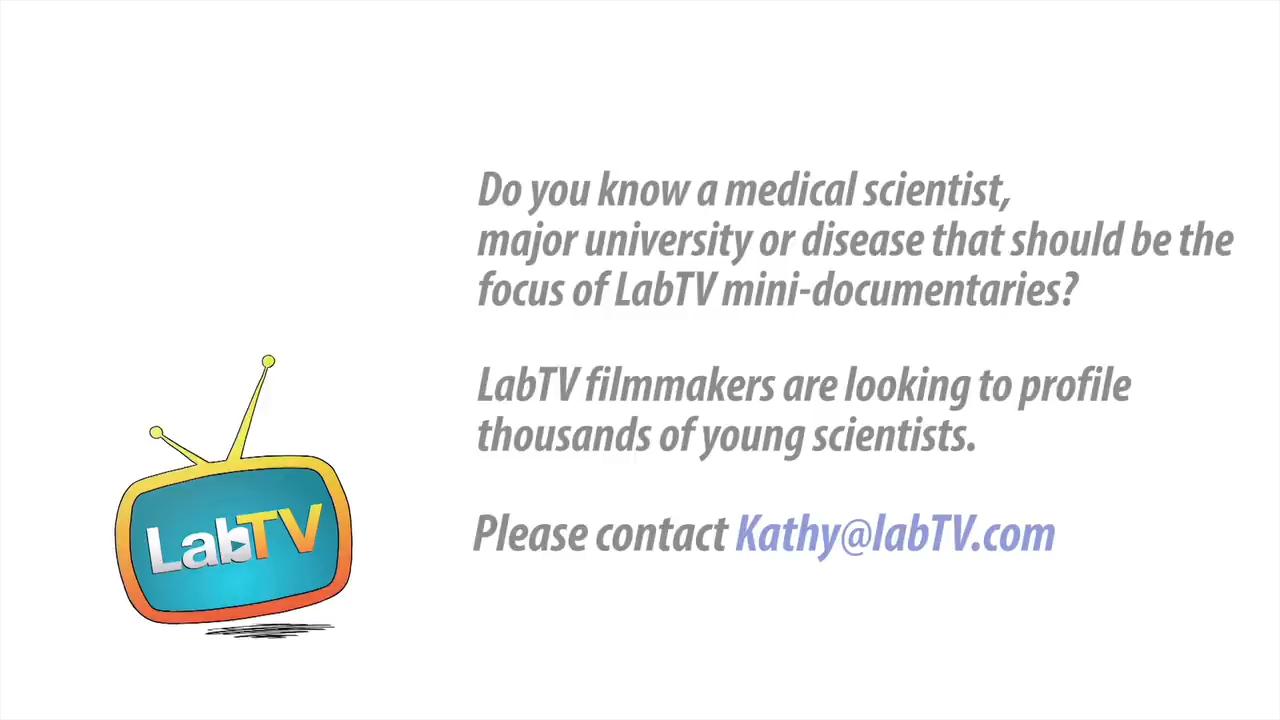 Do you know a medical scientist,
major university or disease that should be the
focus of LabTV mini-documentaries?
LabTV filmmakers are looking to profile
thousands of young scientists.
Please contact Kathy@labTV.com
LabTV